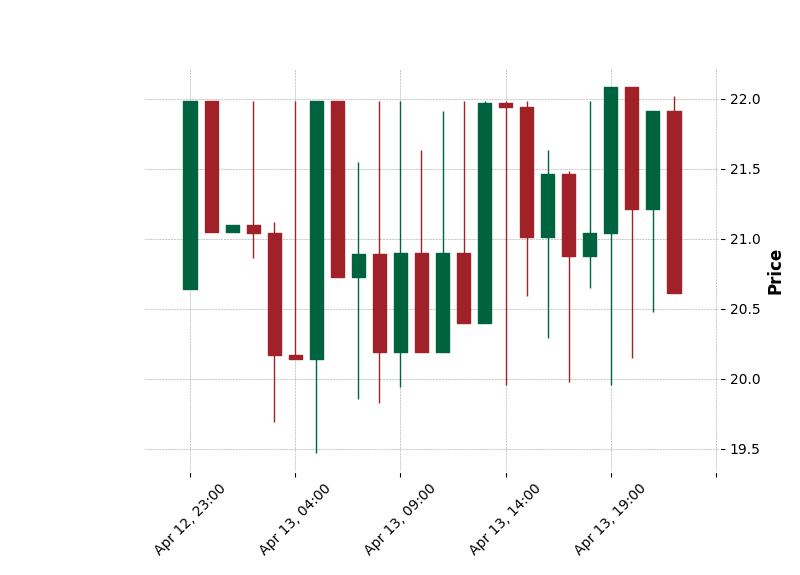 22.0
21.5
21.0
20.5
20.0
19.5
Price
Apr 12, 23:00
Apr 13, 04:00
Apr 13, 09:00
Apr 13, 14:00
Apr 13, 19:00